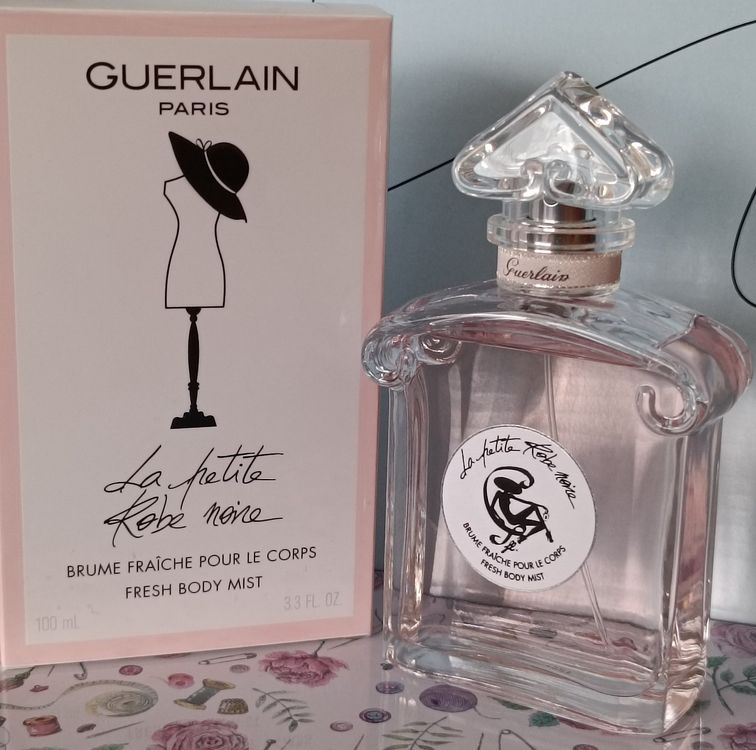 GUERLAIN
PARIS
La petite
Robe noire
BRUME FRAÎCHE POUR LE CORPS
FRESH BODY MIST
100 mL
3.3 FL. OZ.
Guerlain
La petite Robe noire
BRUME FRAÎCHE POUR LE CORPS
FRESH BODY MIST